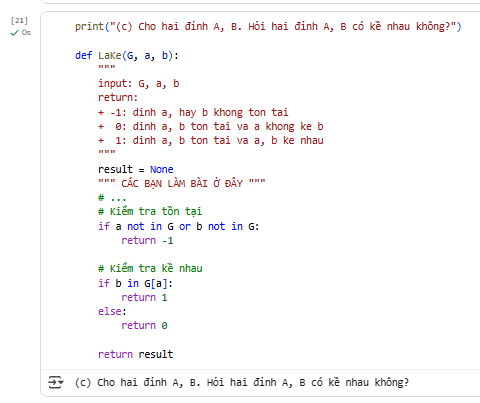 [21]
0s
print("(c) Cho hai đỉnh A, B. Hỏi hai đỉnh A, B có kề nhau không?")
def LaKe(G, a, b):
"""
input: G, a, b
return:
+ -1: dinh a, hay b khong ton tai
+  0: dinh a, b ton tai va a khong ke b
+  1: dinh a, b ton tai va a, b ke nhau
"""
result = None
""" CÁC BẠN LÀM BÀI Ở ĐÂY """
# ...
# Kiểm tra tồn tại
if a not in G or b not in G:
return -1
# Kiểm tra kề nhau
if b in G[a]:
return 1
else:
return 0
return result
(c) Cho hai đỉnh A, B. Hỏi hai đỉnh A, B có kề nhau không?